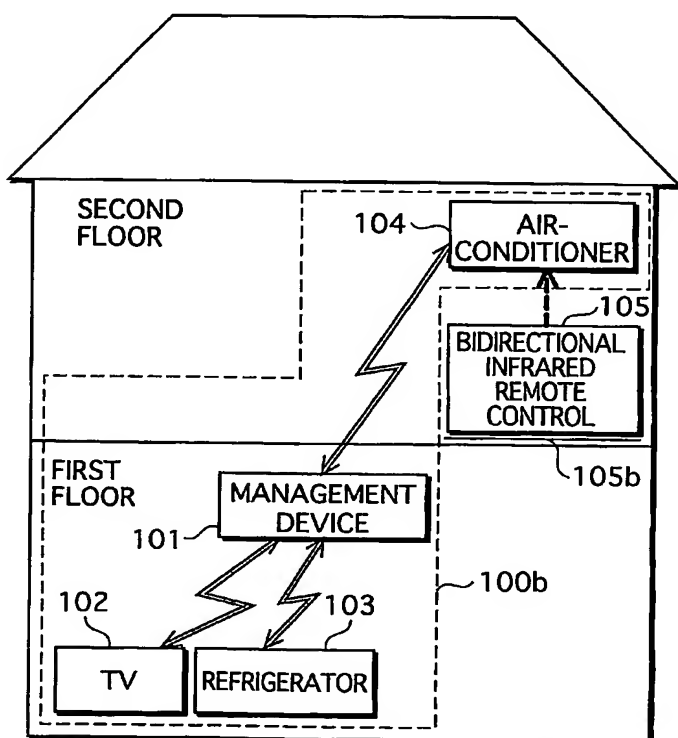 SECOND
FLOOR
104
AIR-
CONDITIONER
105
BIDIRECTIONAL
INFRARED
REMOTE
CONTROL
105b
FIRST
FLOOR
MANAGEMENT
DEVICE
101
100b
102
103
TV
REFRIGERATOR